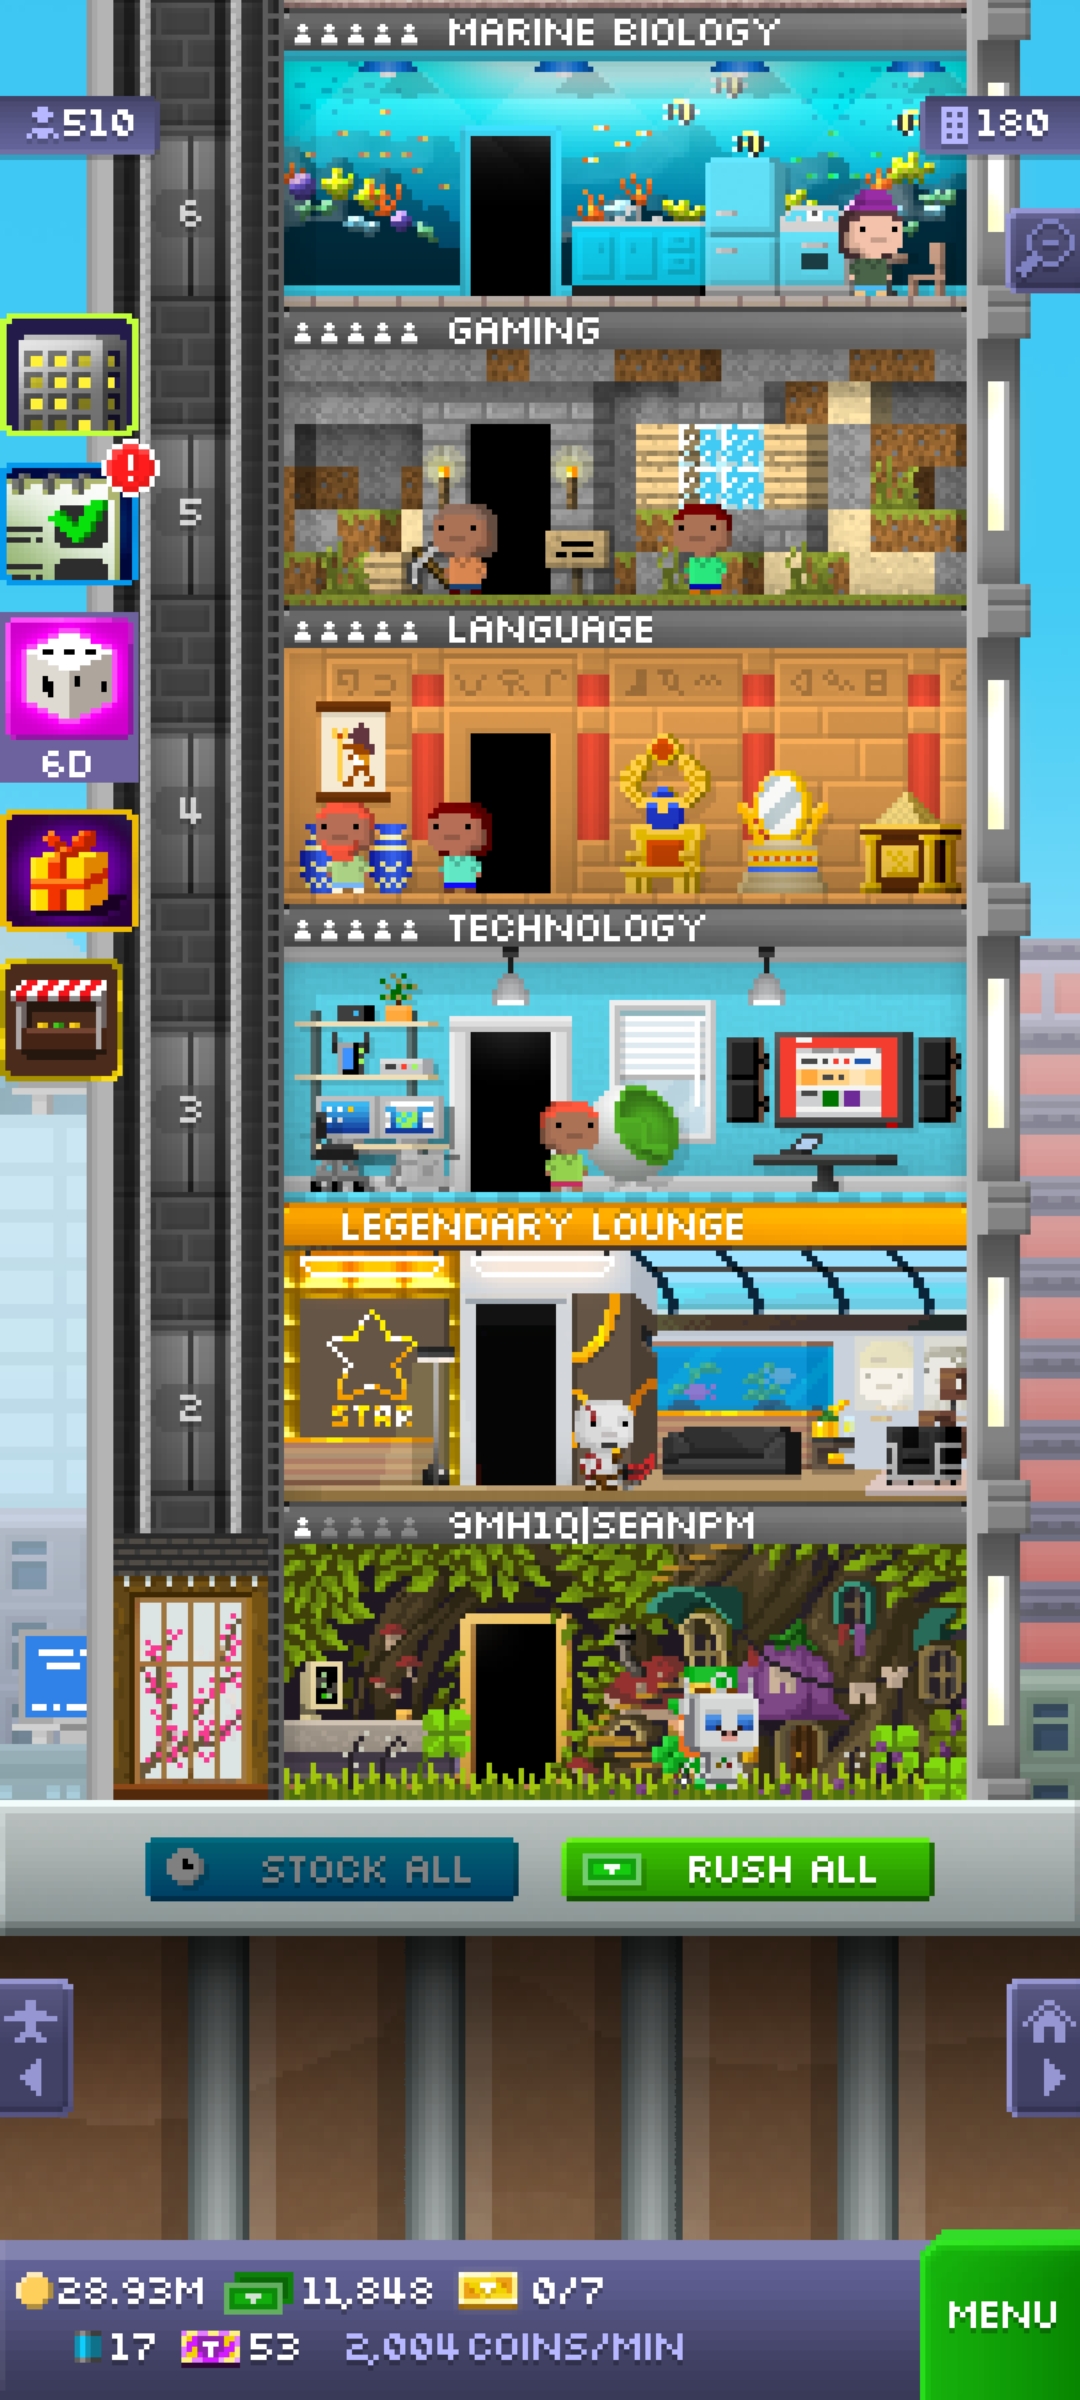 MARINE BIOLOGY
510
180
6
GAMING
5
LANGUAGE
6D
4
TECHNOLOGY
3
LEGENDARY LOUNGE
STAR
2
9MH1Q|SEANPM
STOCK ALL
RUSH ALL
28.93M 11,848 0/7
17 53 2,004 COINS/MIN
MENU